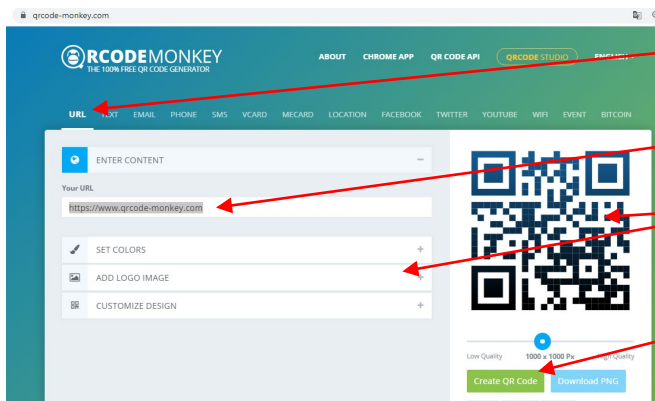 qrcode-monkey.com
QRCODEMONKEY
THE 100% FREE QR CODE GENERATOR
ABOUT CHROME APP QR CODE API QRCODE STUDIO ENGLISH
URL TEXT EMAIL PHONE SMS VCARD MECARD LOCATION FACEBOOK TWITTER YOUTUBE WIFI EVENT BITCOIN
ENTER CONTENT
Your URL
https://www.qrcode-monkey.com
SET COLORS
ADD LOGO IMAGE
CUSTOMIZE DESIGN
Low Quality 1000 x 1000 Px High Quality
Create QR Code Download PNG